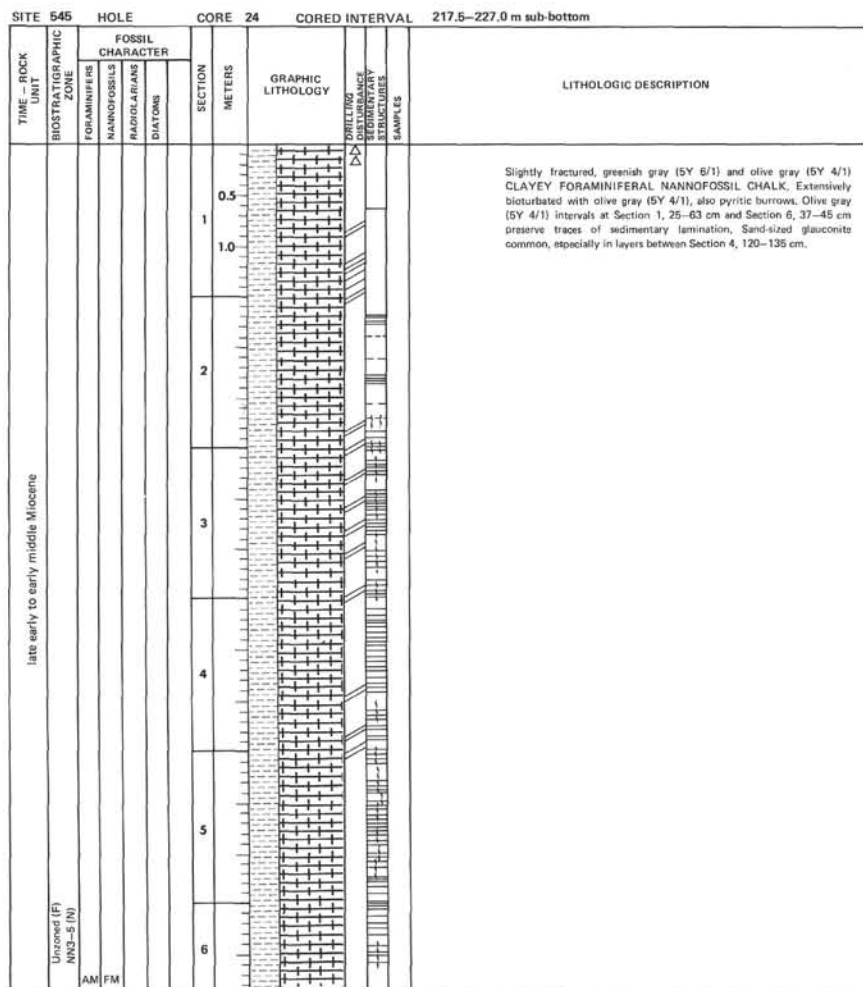 SITE 545 HOLE CORE 24 CORED INTERVAL 217.5–227.0 m sub-bottom
TIME – ROCK UNIT
BIOSTRATIGRAPHIC ZONE
FOSSIL CHARACTER
FORAMINIFERS
NANNOFOSSILS
RADIOLARIANS
DIATOMS
SECTION
METERS
GRAPHIC LITHOLOGY
DRILLING DISTURBANCE
SEDIMENTARY STRUCTURES
SAMPLES
LITHOLOGIC DESCRIPTION
Slightly fractured, greenish gray (5Y 6/1) and olive gray (5Y 4/1)
CLAYEY FORAMINIFERAL NANNOFOSSIL CHALK, Extensively
bioturbated with olive gray (5Y 4/1), also pyritic burrows. Olive gray
(5Y 4/1) intervals at Section 1, 25–63 cm and Section 6, 37–45 cm
preserve traces of sedimentary lamination, Sand-sized glauconite
common, especially in layers between Section 4, 120–135 cm.
0.5
1
1.0
2
3
late early to early middle Miocene
4
5
Unzoned (F)
NN3–5 (N)
6
AM FM